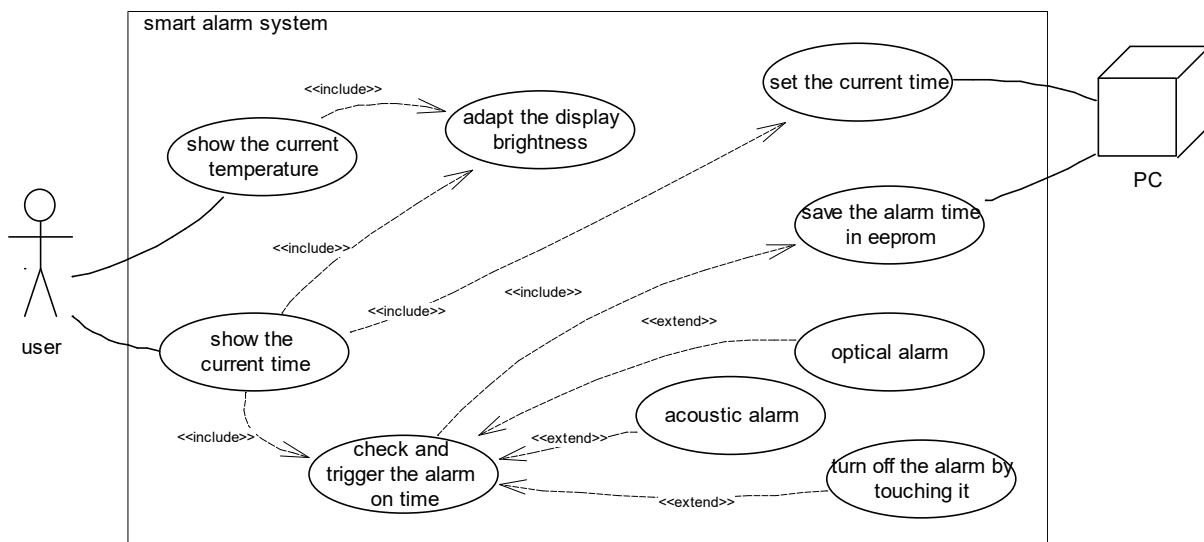 smart alarm system
<<include>>
set the current time
adapt the display
brightness
show the current
temperature
PC
save the alarm time
in eeprom
<<include>>
<<include>>
<<include>>
<<extend>>
user
show the
current time
optical alarm
acoustic alarm
<<include>>
<<extend>>
check and
trigger the alarm
on time
turn off the alarm by
touching it
<<extend>>